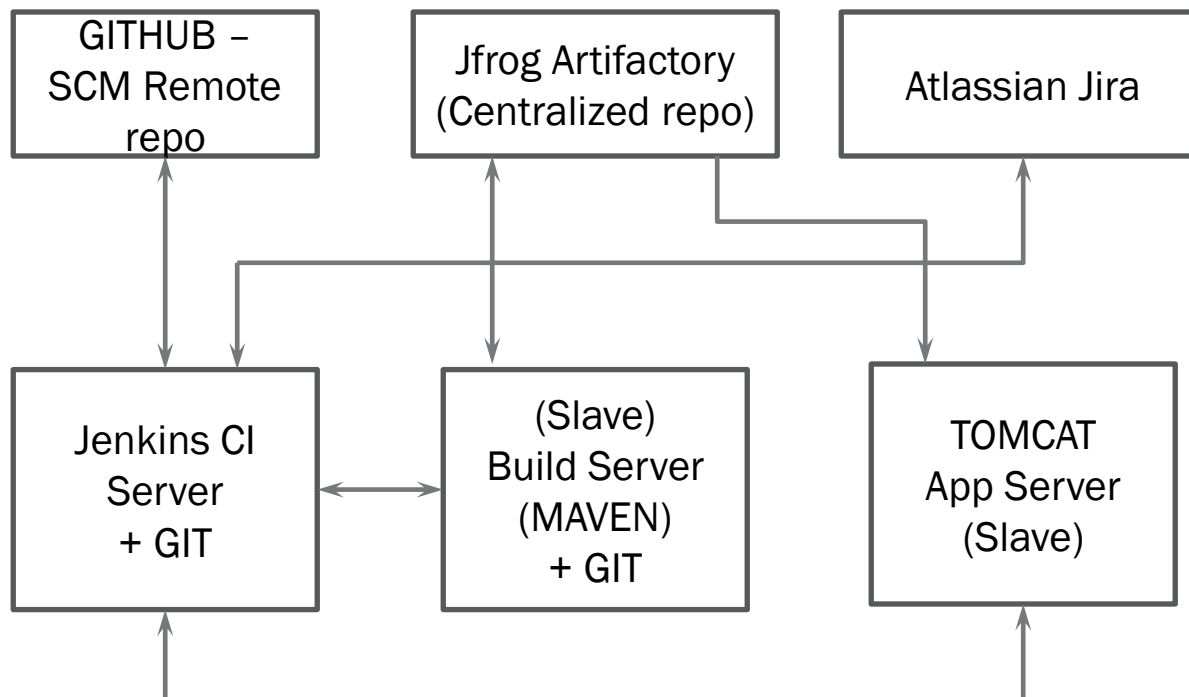 GITHUB –
SCM Remote
repo
Jfrog Artifactory
(Centralized repo)
Atlassian Jira
Jenkins CI
Server
+ GIT
(Slave)
Build Server
(MAVEN)
+ GIT
TOMCAT
App Server
(Slave)